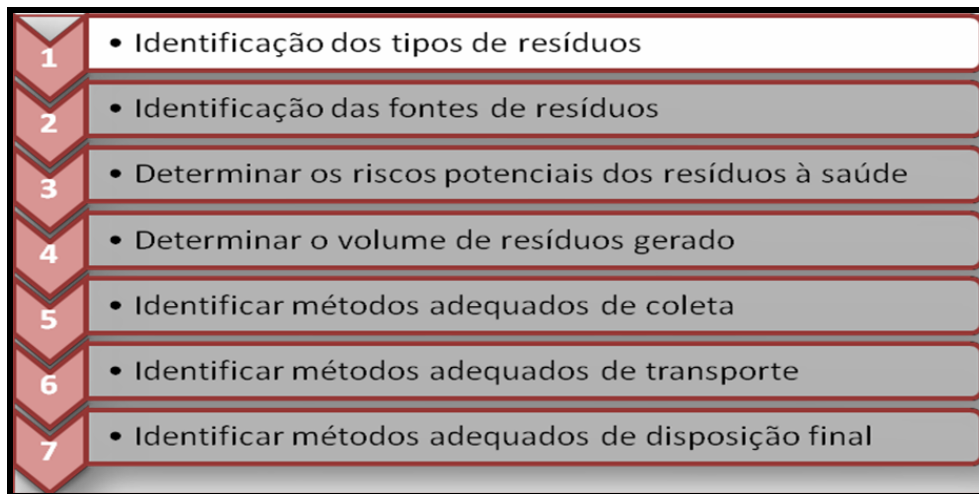 1 • Identificação dos tipos de resíduos
2 • Identificação das fontes de resíduos
3 • Determinar os riscos potenciais dos resíduos à saúde
4 • Determinar o volume de resíduos gerado
5 • Identificar métodos adequados de coleta
6 • Identificar métodos adequados de transporte
7 • Identificar métodos adequados de disposição final